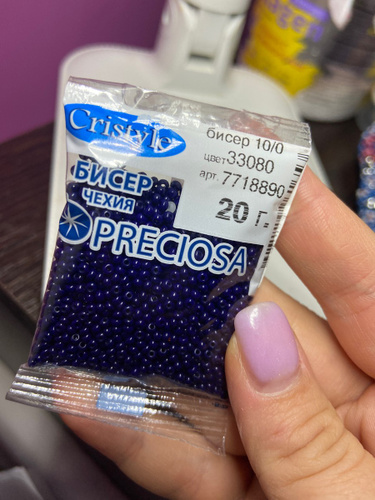 Cristyle
бисер 10/0
цвет 33080
арт. 7718890
20 г.
БИСЕР
ЧЕХИЯ
PRECIOSA